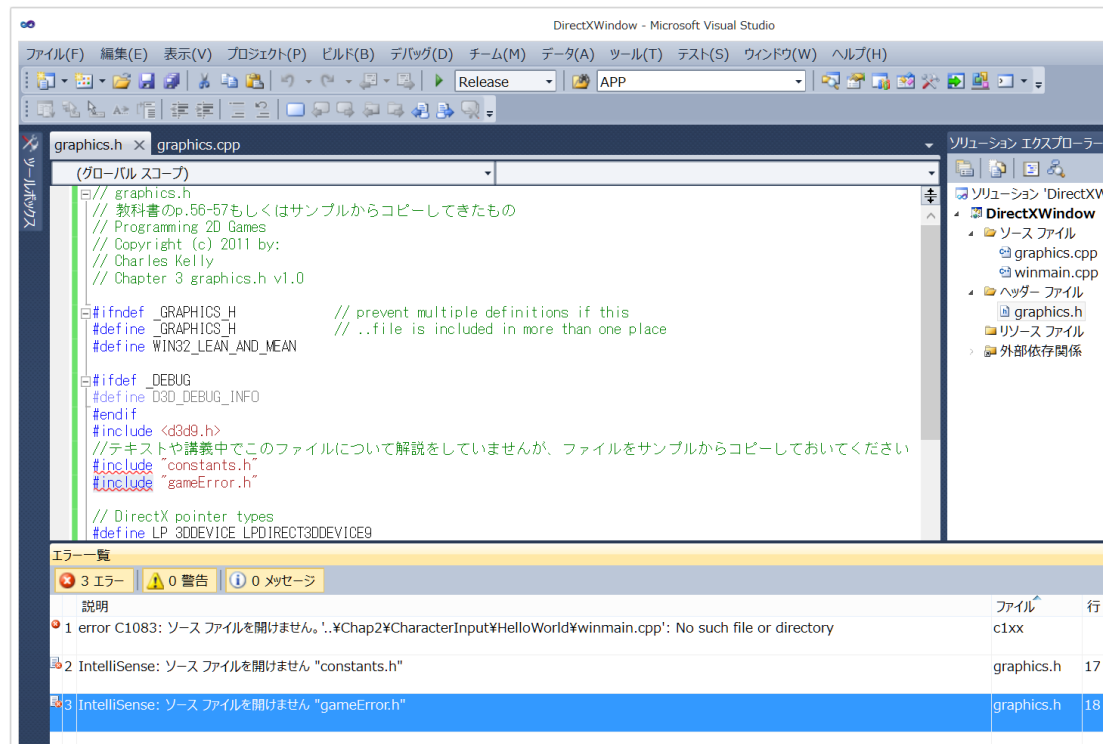 DirectXWindow - Microsoft Visual Studio
ファイル(F) 編集(E) 表示(V) プロジェクト(P) ビルド(B) デバッグ(D) チーム(M) データ(A) ツール(T) テスト(S) ウィンドウ(W) ヘルプ(H)
Release APP
graphics.h × graphics.cpp
ツールボックス
(グローバル スコープ)
// graphics.h
// 教科書のp.56-57もしくはサンプルからコピーしてきたもの
// Programming 2D Games
// Copyright (c) 2011 by:
// Charles Kelly
// Chapter 3 graphics.h v1.0
#ifndef _GRAPHICS_H // prevent multiple definitions if this
#define _GRAPHICS_H // ..file is included in more than one place
#define WIN32_LEAN_AND_MEAN
#ifdef _DEBUG
#define D3D_DEBUG_INFO
#endif
#include <d3d9.h>
//テキストや講義中でこのファイルについて解説をしていませんが、ファイルをサンプルからコピーしておいてください
#include "constants.h"
#include "gameError.h"
// DirectX pointer types
#define LP_3DDEVICE LPDIRECT3DDEVICE9
ソリューション エクスプローラー
ソリューション 'DirectXW
DirectXWindow
ソース ファイル
graphics.cpp
winmain.cpp
ヘッダー ファイル
graphics.h
リソース ファイル
外部依存関係
エラー一覧
3 エラー 0 警告 0 メッセージ
説明 ファイル 行
1 error C1083: ソース ファイルを開けません。'..¥Chap2¥CharacterInput¥HelloWorld¥winmain.cpp': No such file or directory c1xx
2 IntelliSense: ソース ファイルを開けません "constants.h" graphics.h 17
3 IntelliSense: ソース ファイルを開けません "gameError.h" graphics.h 18